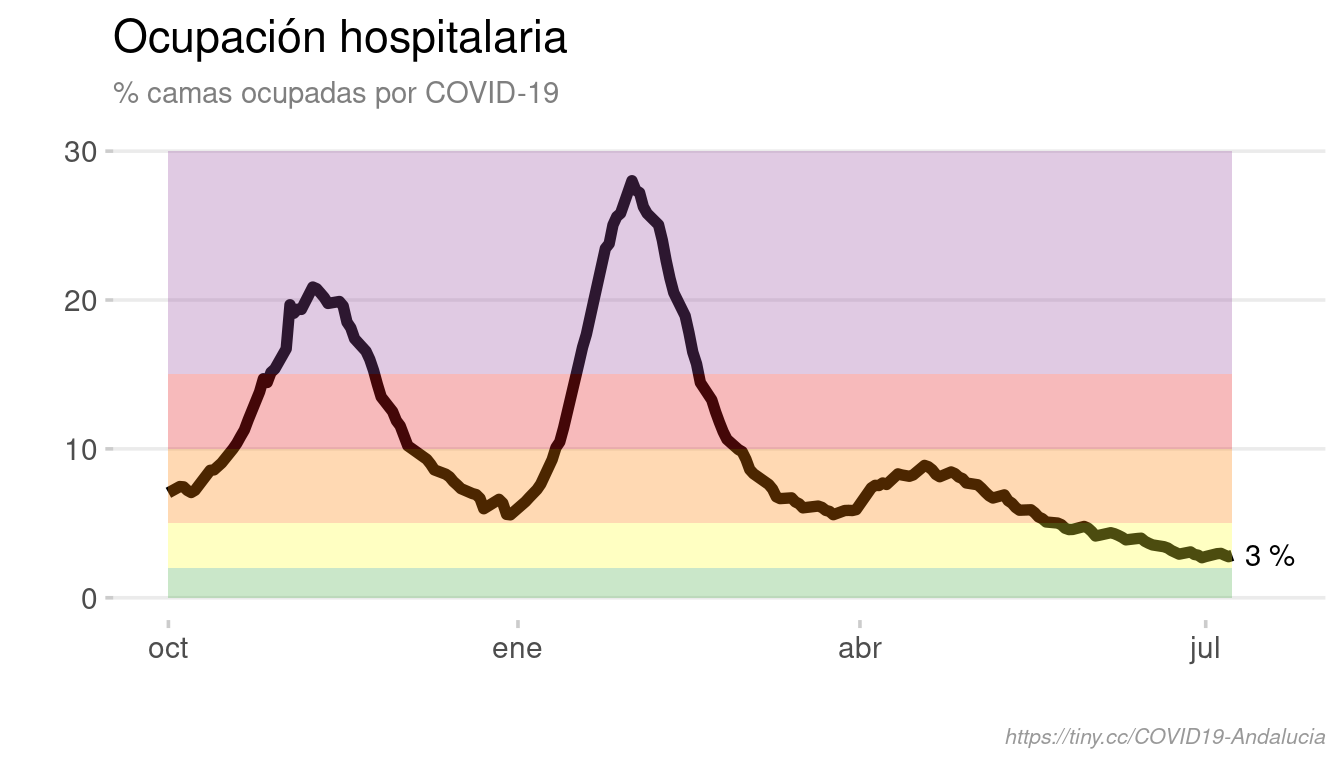 Ocupación hospitalaria
% camas ocupadas por COVID-19
30
20
10
0
3 %
oct ene abr jul
https://tiny.cc/COVID19-Andalucia